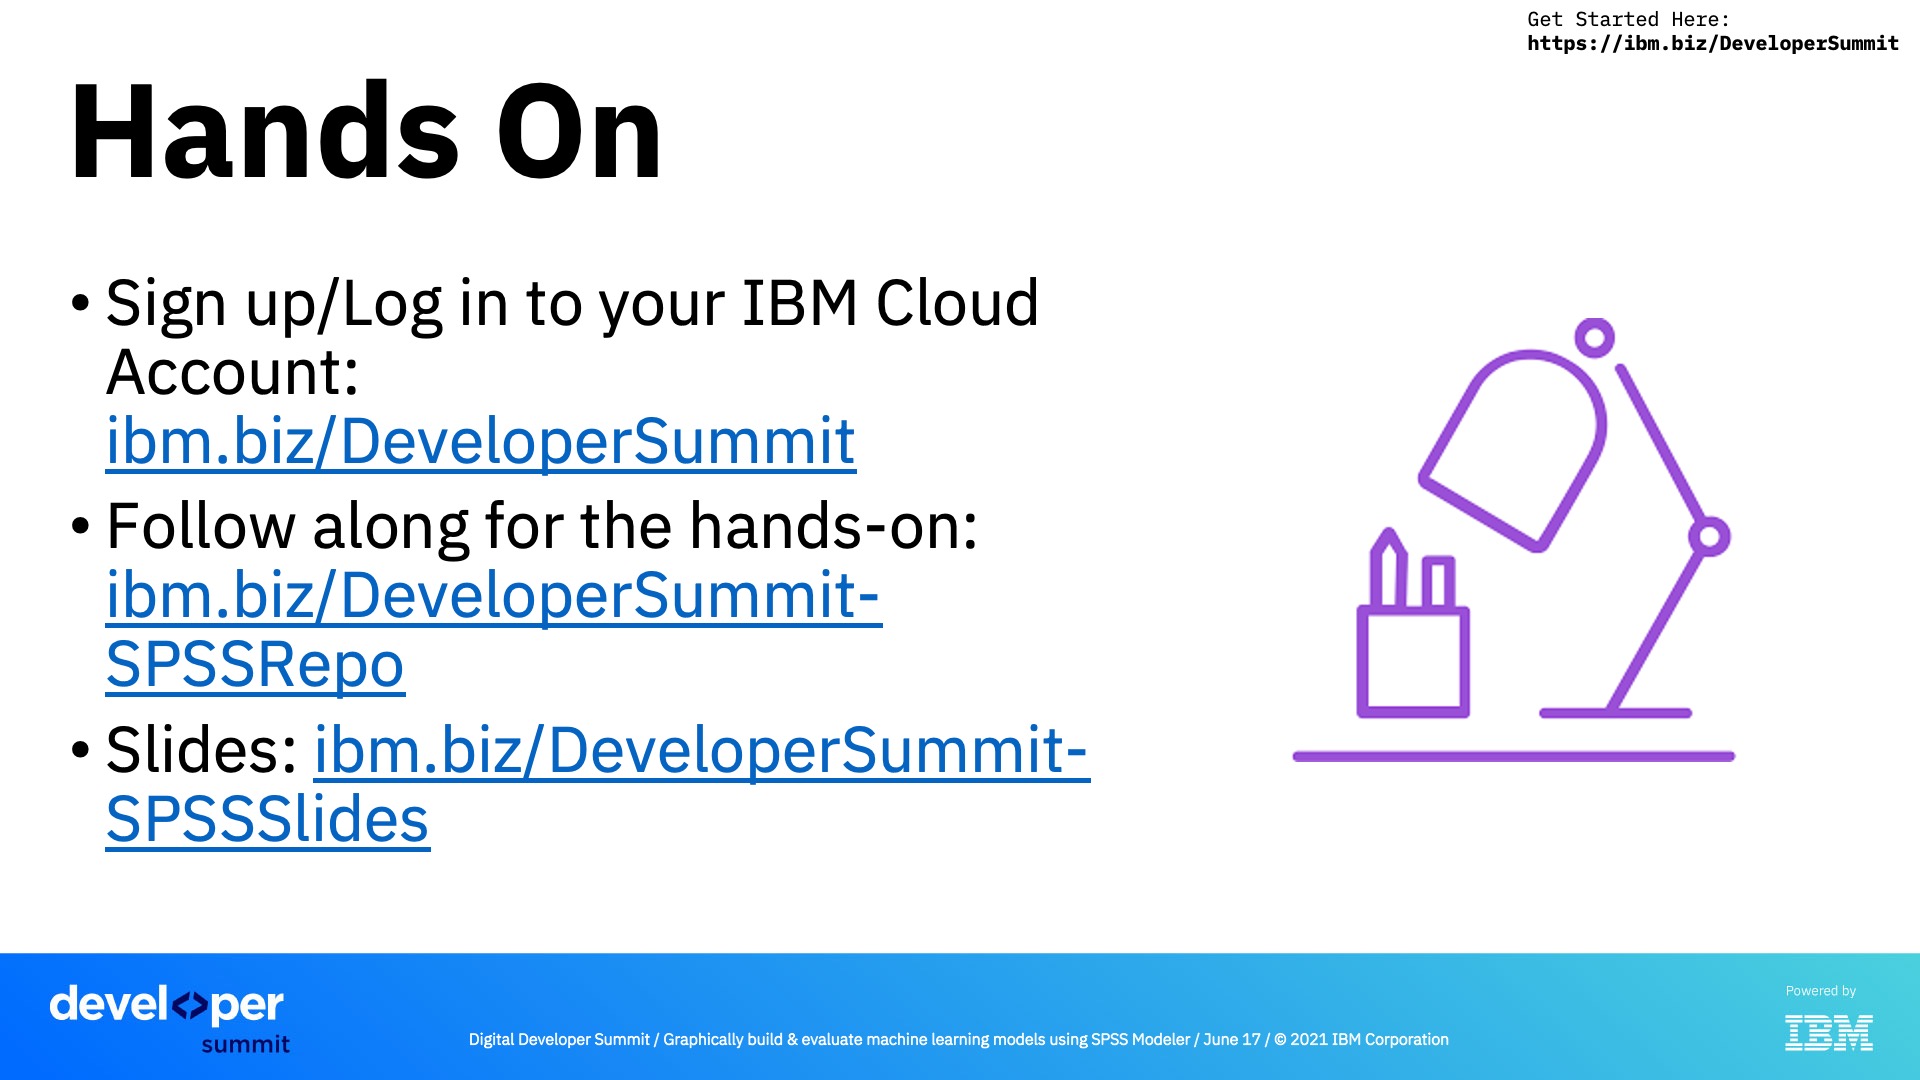 Get Started Here:
https://ibm.biz/DeveloperSummit
Hands On
• Sign up/Log in to your IBM Cloud
Account:
ibm.biz/DeveloperSummit
• Follow along for the hands-on:
ibm.biz/DeveloperSummit-
SPSSRepo
• Slides: ibm.biz/DeveloperSummit-
SPSSSlides
devel<>per
summit
Digital Developer Summit / Graphically build & evaluate machine learning models using SPSS Modeler / June 17 / © 2021 IBM Corporation
Powered by
IBM